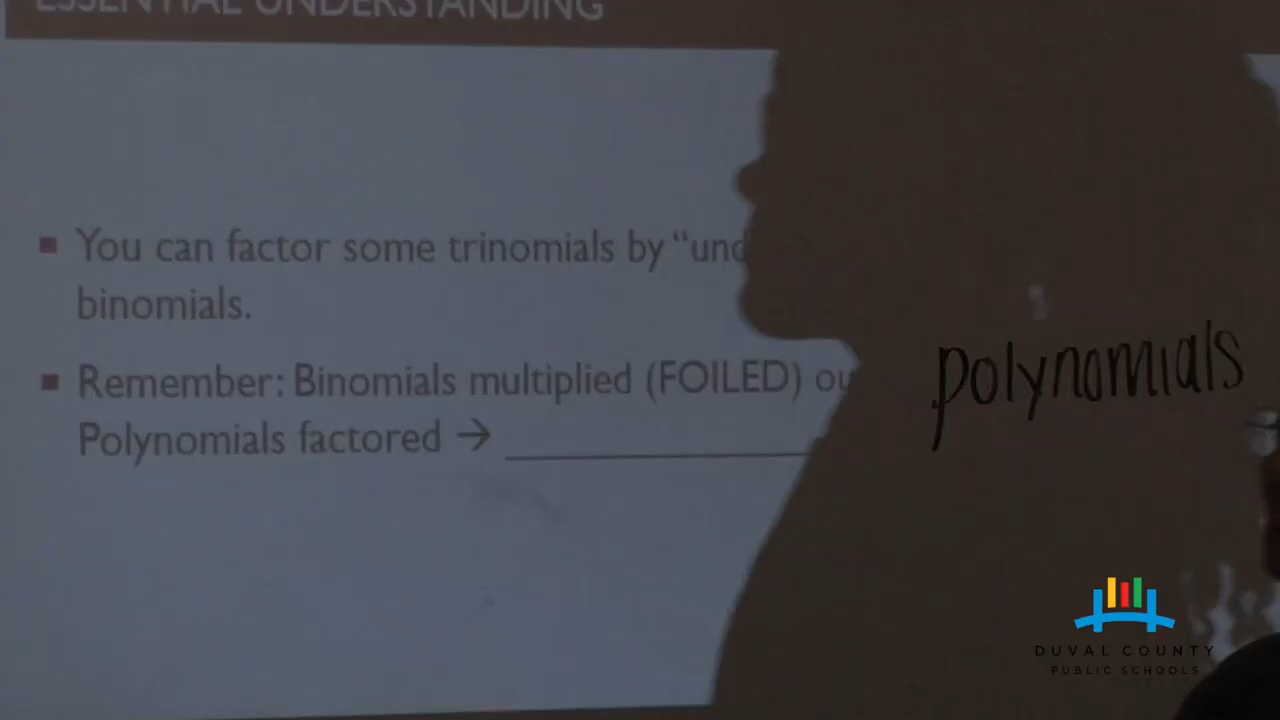 ESSENTIAL UNDERSTANDING
You can factor some trinomials by “und
binomials.
Remember: Binomials multiplied (FOILED) ou
polynomials
Polynomials factored →
DUVAL COUNTY
PUBLIC SCHOOLS